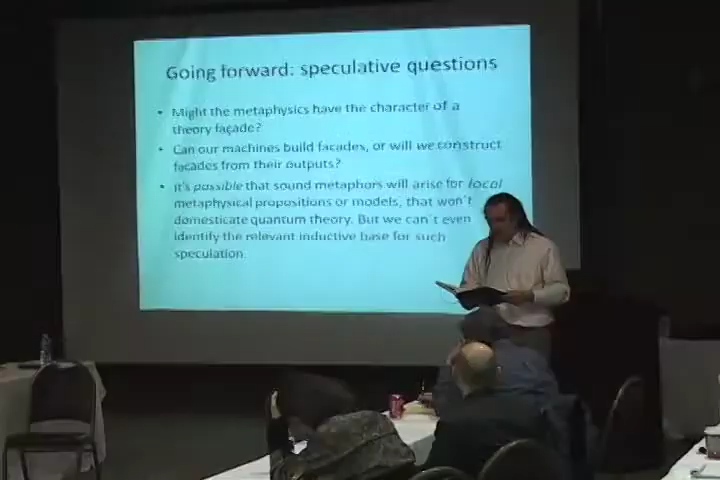 Going forward: speculative questions
• Might the metaphysics have the character of a
theory façade?
• Can our machines build facades, or will we construct
facades from their outputs?
• It's possible that sound metaphors will arise for local
metaphysical propositions or models, that won't
domesticate quantum theory. But we can't even
identify the relevant inductive base for such
speculation.